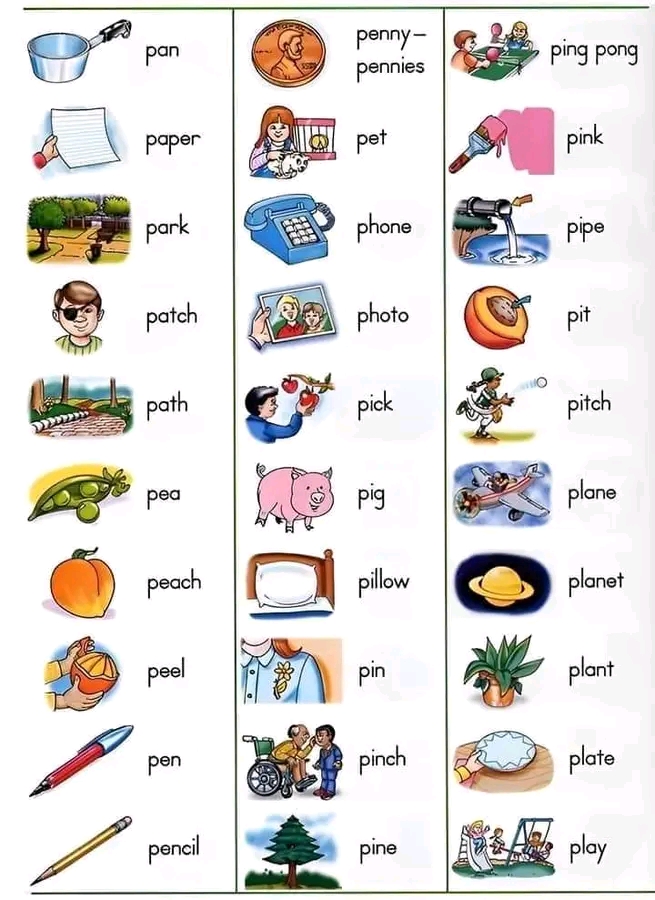 pan
paper
park
patch
path
pea
peach
peel
pen
pencil
penny–
pennies
pet
phone
photo
pick
pig
pillow
pin
pinch
pine
ping pong
pink
pipe
pit
pitch
plane
planet
plant
plate
play